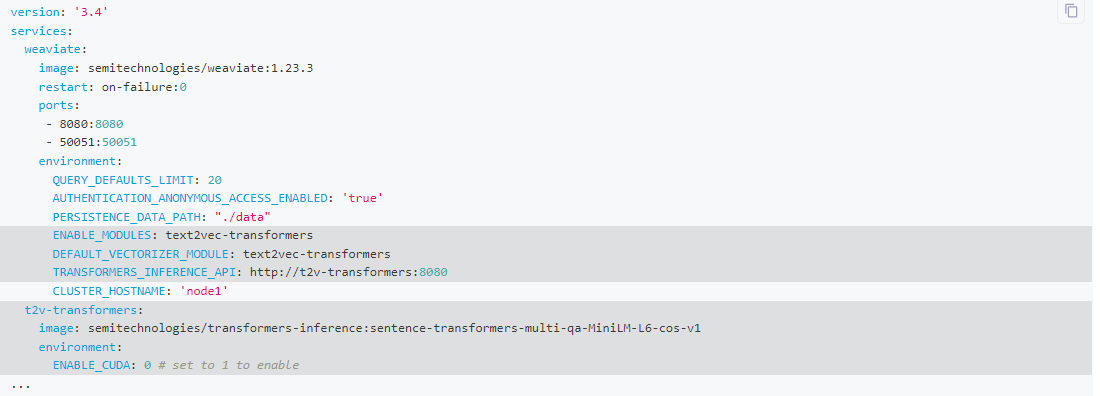 version: '3.4'
services:
  weaviate:
    image: semitechnologies/weaviate:1.23.3
    restart: on-failure:0
    ports:
     - 8080:8080
     - 50051:50051
    environment:
      QUERY_DEFAULTS_LIMIT: 20
      AUTHENTICATION_ANONYMOUS_ACCESS_ENABLED: 'true'
      PERSISTENCE_DATA_PATH: "./data"
      ENABLE_MODULES: text2vec-transformers
      DEFAULT_VECTORIZER_MODULE: text2vec-transformers
      TRANSFORMERS_INFERENCE_API: http://t2v-transformers:8080
      CLUSTER_HOSTNAME: 'node1'
  t2v-transformers:
    image: semitechnologies/transformers-inference:sentence-transformers-multi-qa-MiniLM-L6-cos-v1
    environment:
      ENABLE_CUDA: 0 # set to 1 to enable
...